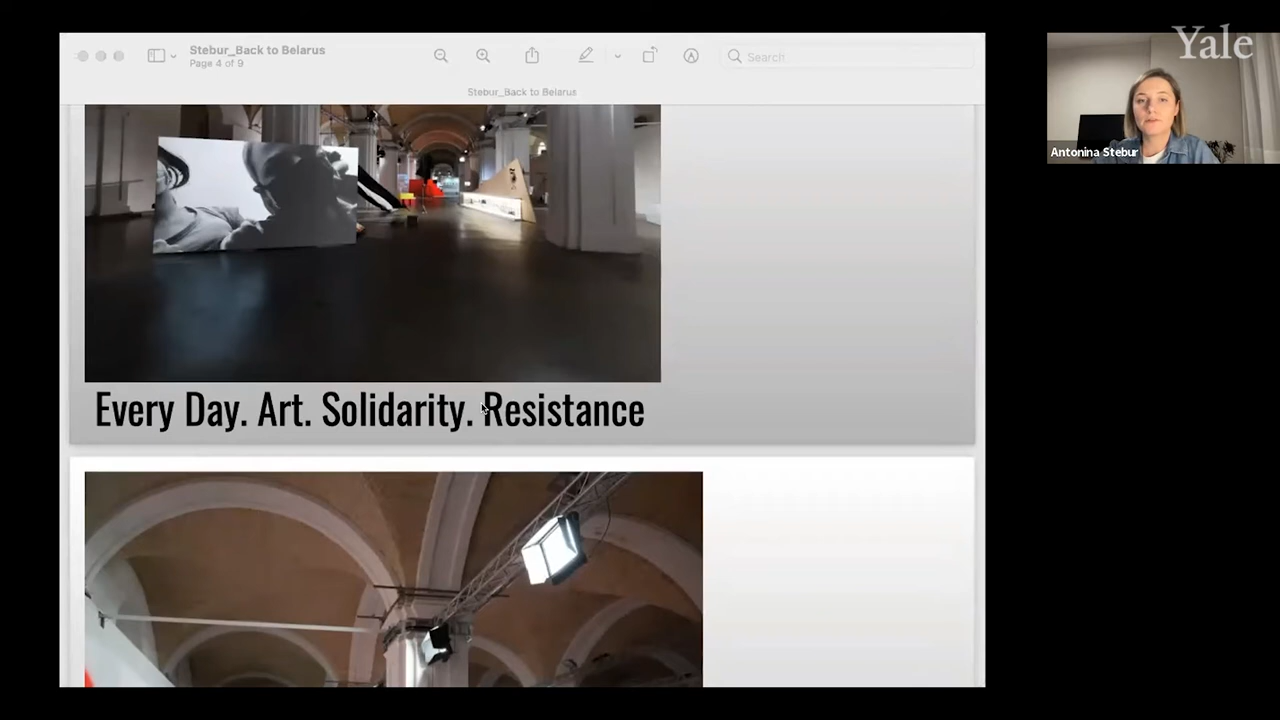 Stebur_Back to Belarus
Page 4 of 9
Search
Stebur_Back to Belarus
Yale
Antonina Stebur
Every Day. Art. Solidarity. Resistance